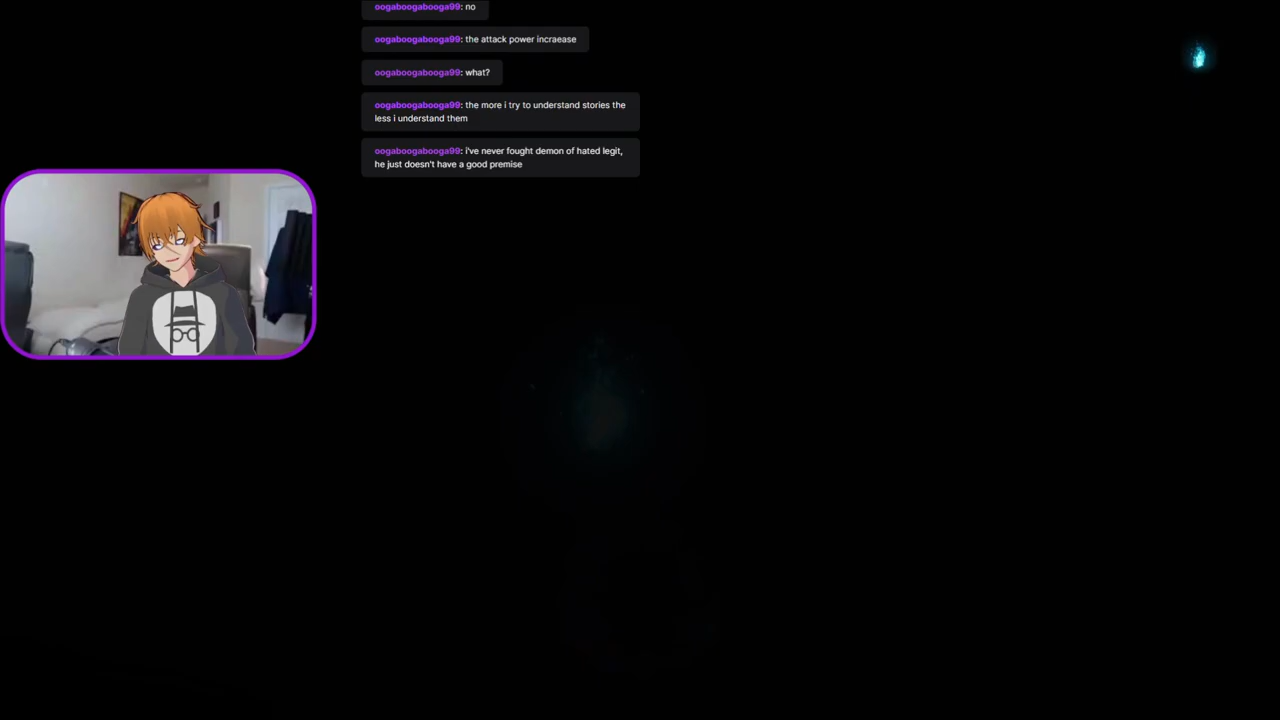 oogaboogabooga99: no
oogaboogabooga99: the attack power incraease
oogaboogabooga99: what?
oogaboogabooga99: the more i try to understand stories the
less i understand them
oogaboogabooga99: i've never fought demon of hated legit,
he just doesn't have a good premise